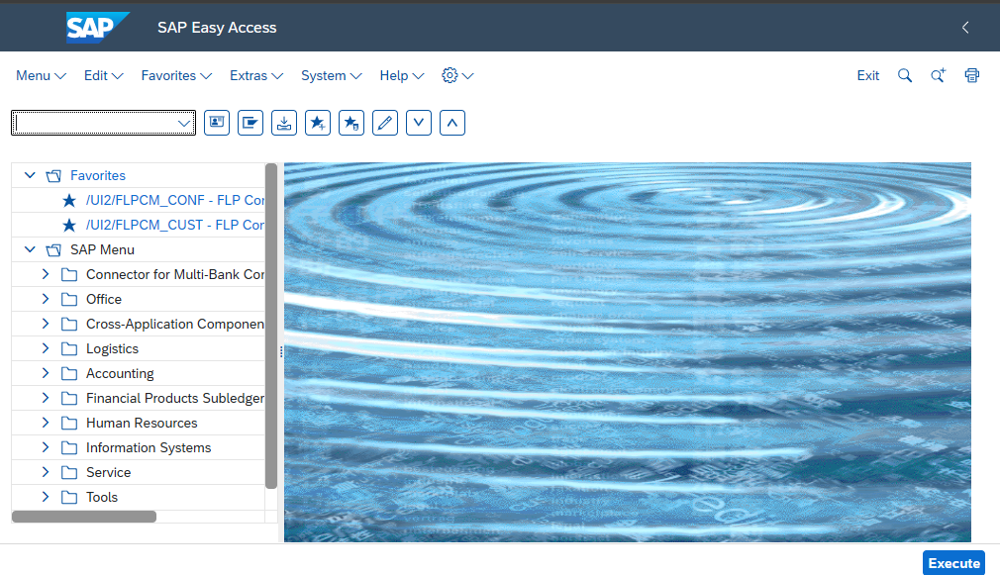 SAP SAP Easy Access
Menu Edit Favorites Extras System Help Exit
Favorites
/UI2/FLPCM_CONF - FLP Cor
/UI2/FLPCM_CUST - FLP Cor
SAP Menu
Connector for Multi-Bank Cor
Office
Cross-Application Componen
Logistics
Accounting
Financial Products Subledger
Human Resources
Information Systems
Service
Tools
Execute